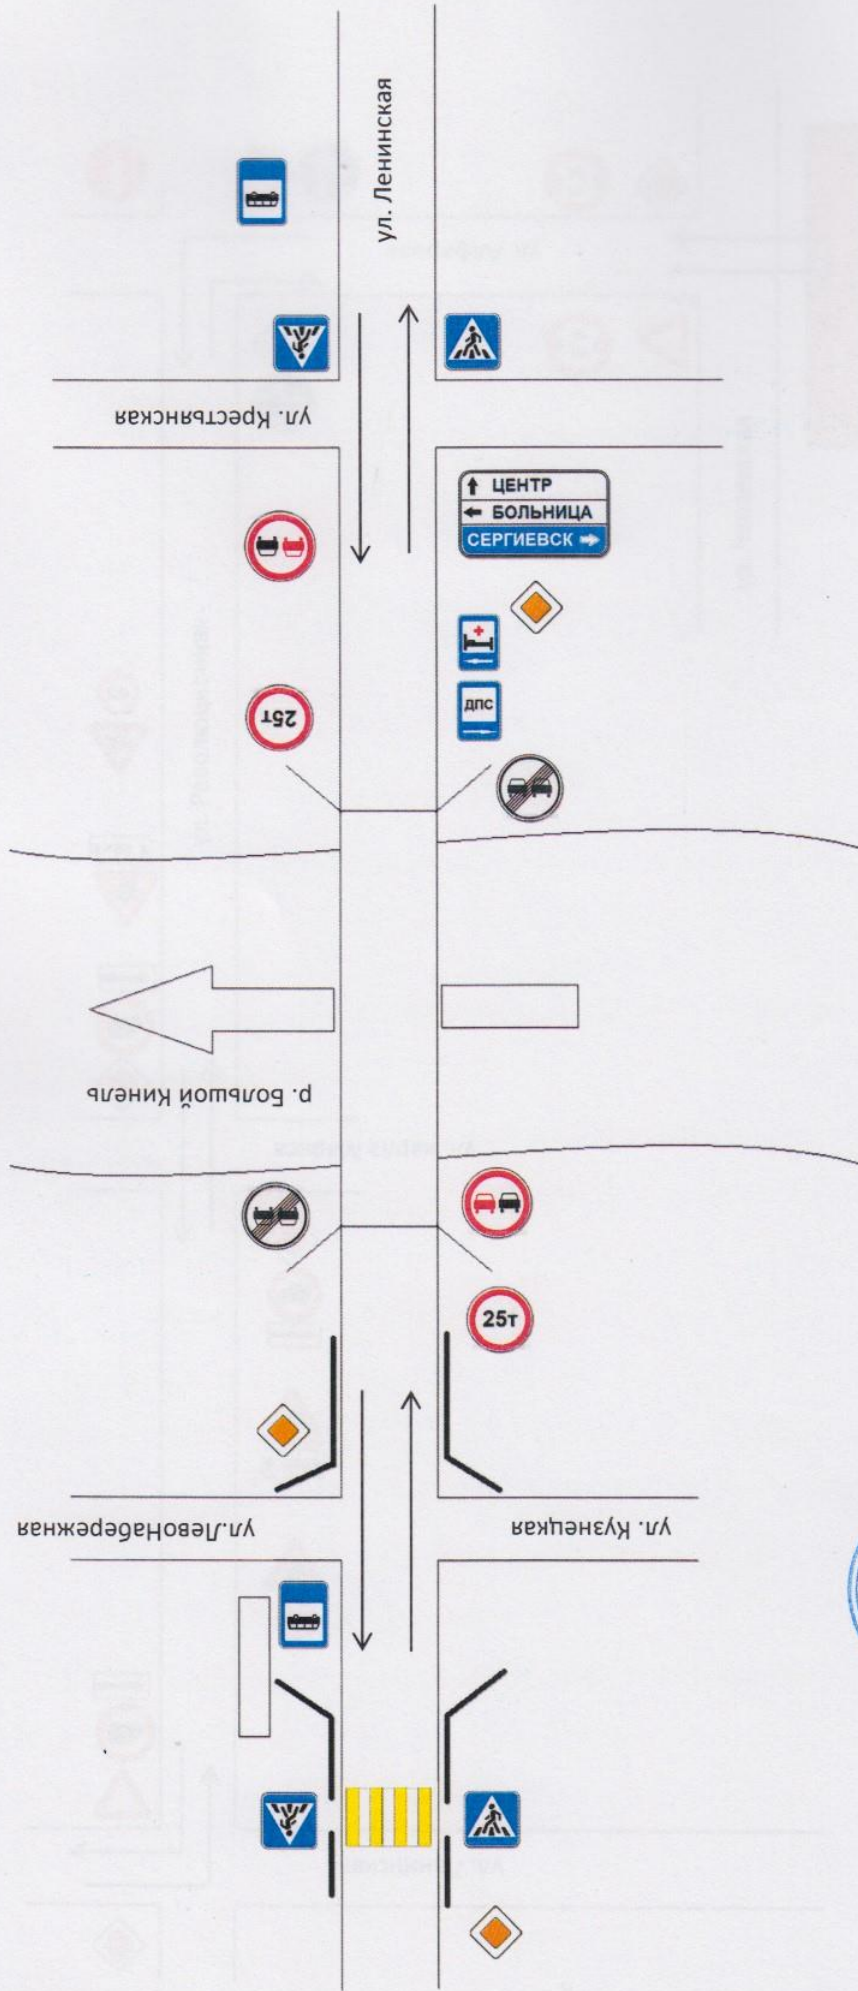 ул. Ленинская
ул. Крестьянская
ЦЕНТР
БОЛЬНИЦА
СЕРГИЕВСК
25т
ДПС
р. Большой Кинель
25т
ул.ЛевоНабережная
ул. Кузнецкая